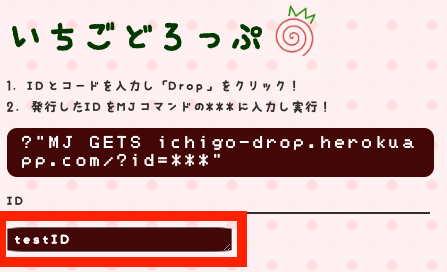 いちごどろっぷ
1. IDとコードを入力し「Drop」をクリック！
2. 発行したIDをMJコマンドの***に入力し実行！
?"MJ GETS ichigo-drop.herokua
pp.com/?id=***"
ID
testID